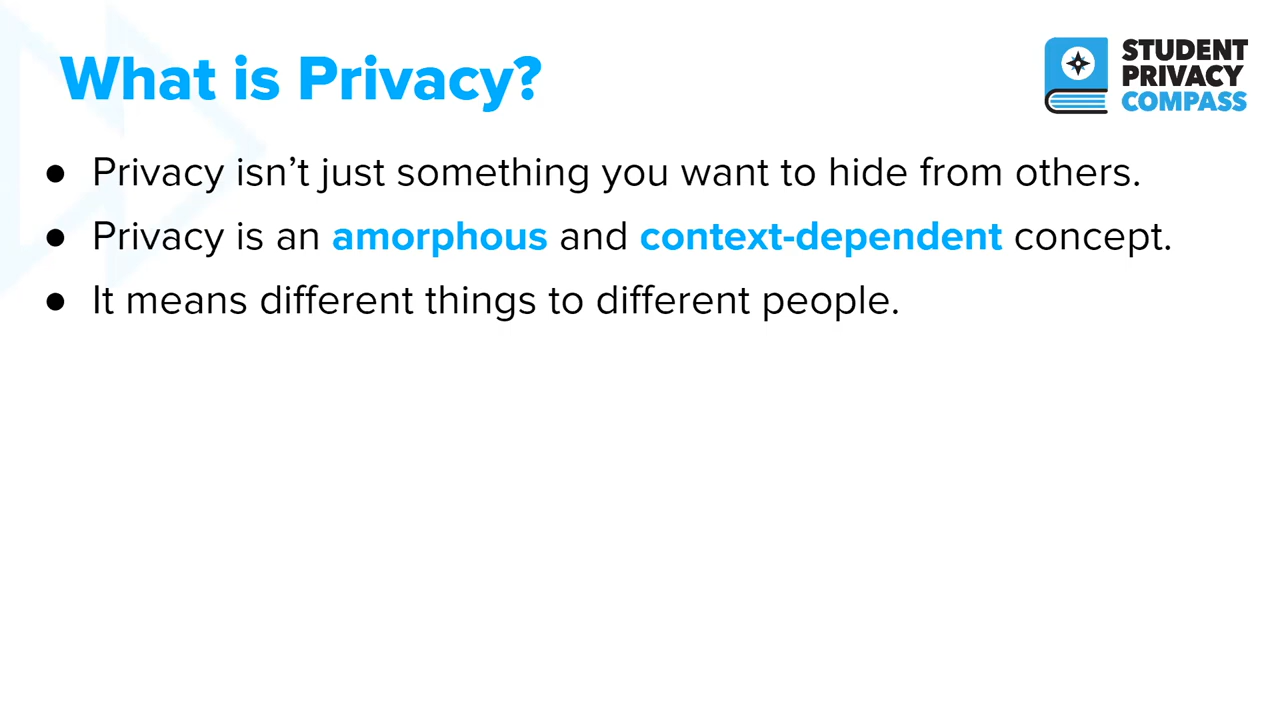 What is Privacy?
STUDENT
PRIVACY
COMPASS
● Privacy isn’t just something you want to hide from others.
● Privacy is an amorphous and context-dependent concept.
● It means different things to different people.